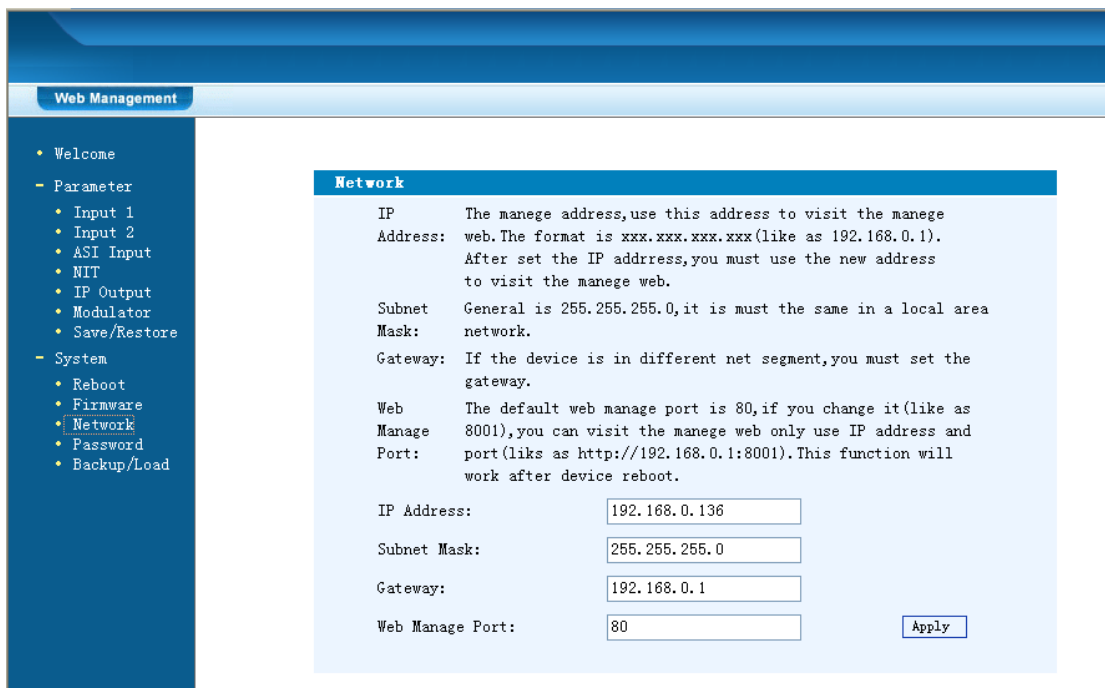 Web Management
Welcome
Parameter
Input 1
Input 2
ASI Input
NIT
IP Output
Modulator
Save/Restore
System
Reboot
Firmware
Network
Password
Backup/Load
Network
IP Address: The manege address,use this address to visit the manege
web.The format is xxx.xxx.xxx.xxx(like as 192.168.0.1).
After set the IP addrress,you must use the new address
to visit the manege web.
Subnet Mask: General is 255.255.255.0,it is must the same in a local area
network.
Gateway: If the device is in different net segment,you must set the
gateway.
Web Manage Port: The default web manage port is 80,if you change it(like as
8001),you can visit the manege web only use IP address and
port(liks as http://192.168.0.1:8001).This function will
work after device reboot.
IP Address: 192.168.0.136
Subnet Mask: 255.255.255.0
Gateway: 192.168.0.1
Web Manage Port: 80 Apply